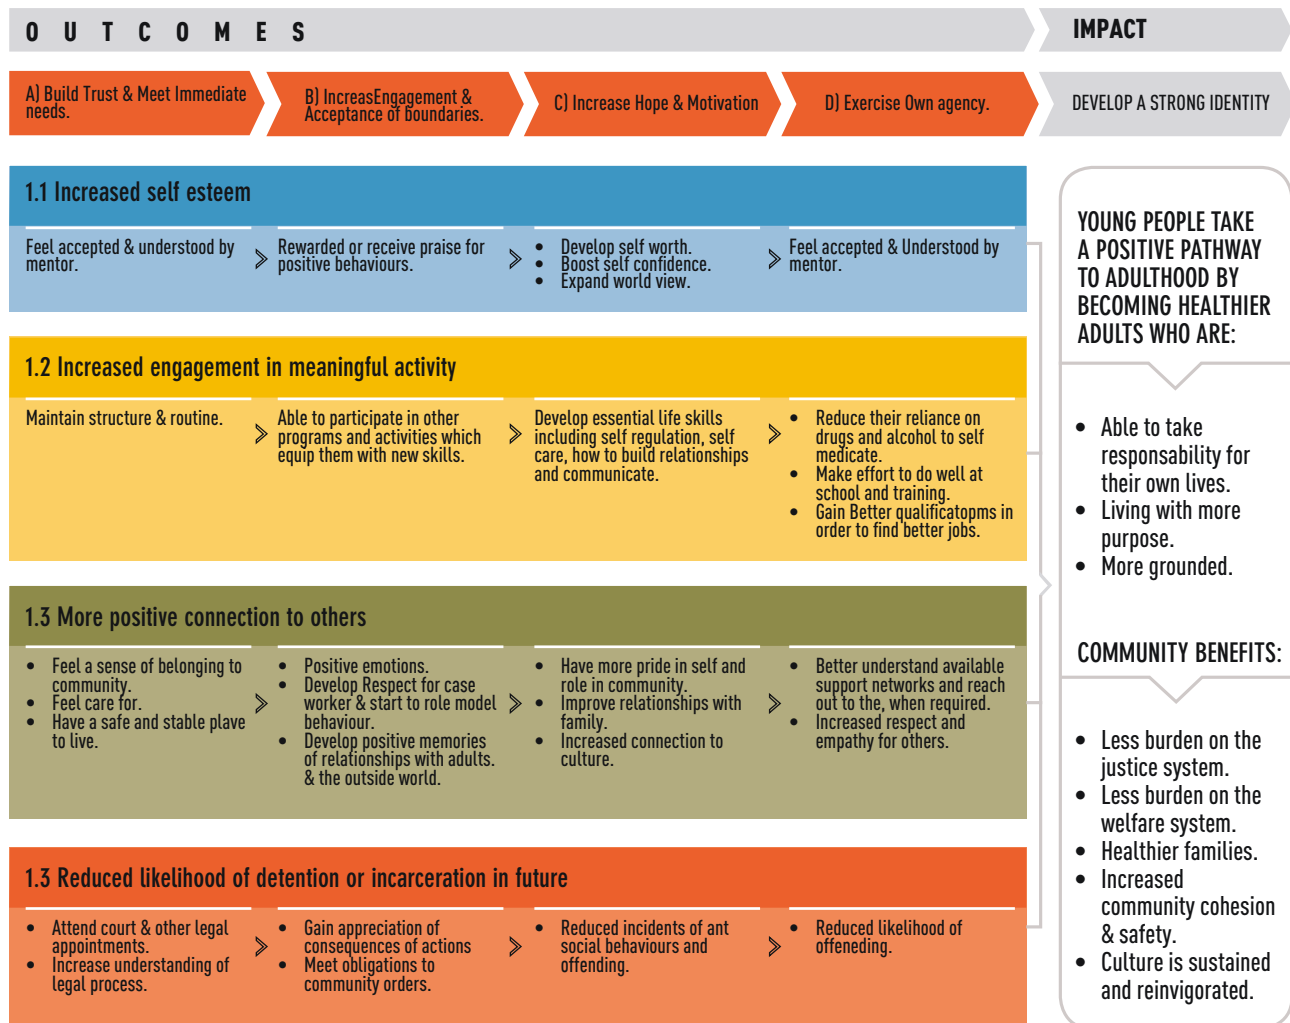 OUTCOMES
IMPACT
A) Build Trust & Meet Immediate
needs.
B) IncreasEngagement &
Acceptance of boundaries.
C) Increase Hope & Motivation
D) Exercise Own agency.
DEVELOP A STRONG IDENTITY
1.1 Increased self esteem
Feel accepted & understood by
mentor.
Rewarded or receive praise for
positive behaviours.
• Develop self worth.
• Boost self confidence.
• Expand world view.
Feel accepted & Understood by
mentor.
1.2 Increased engagement in meaningful activity
Maintain structure & routine.
Able to participate in other
programs and activities which
equip them with new skills.
Develop essential life skills
including self regulation, self
care, how to build relationships
and communicate.
• Reduce their reliance on
drugs and alcohol to self
medicate.
• Make effort to do well at
school and training.
• Gain Better qualificatopms in
order to find better jobs.
1.3 More positive connection to others
• Feel a sense of belonging to
community.
• Feel care for.
• Have a safe and stable plave
to live.
• Positive emotions.
• Develop Respect for case
worker & start to role model
behaviour.
• Develop positive memories
of relationships with adults.
& the outside world.
• Have more pride in self and
role in community.
• Improve relationships with
family.
• Increased connection to
culture.
• Better understand available
support networks and reach
out to the, when required.
• Increased respect and
empathy for others.
1.3 Reduced likelihood of detention or incarceration in future
• Attend court & other legal
appointments.
• Increase understanding of
legal process.
• Gain appreciation of
consequences of actions
• Meet obligations to
community orders.
• Reduced incidents of ant
social behaviours and
offending.
• Reduced likelihood of
offeneding.
YOUNG PEOPLE TAKE
A POSITIVE PATHWAY
TO ADULTHOOD BY
BECOMING HEALTHIER
ADULTS WHO ARE:
• Able to take
responsability for
their own lives.
• Living with more
purpose.
• More grounded.
COMMUNITY BENEFITS:
• Less burden on the
justice system.
• Less burden on the
welfare system.
• Healthier families.
• Increased
community cohesion
& safety.
• Culture is sustained
and reinvigorated.